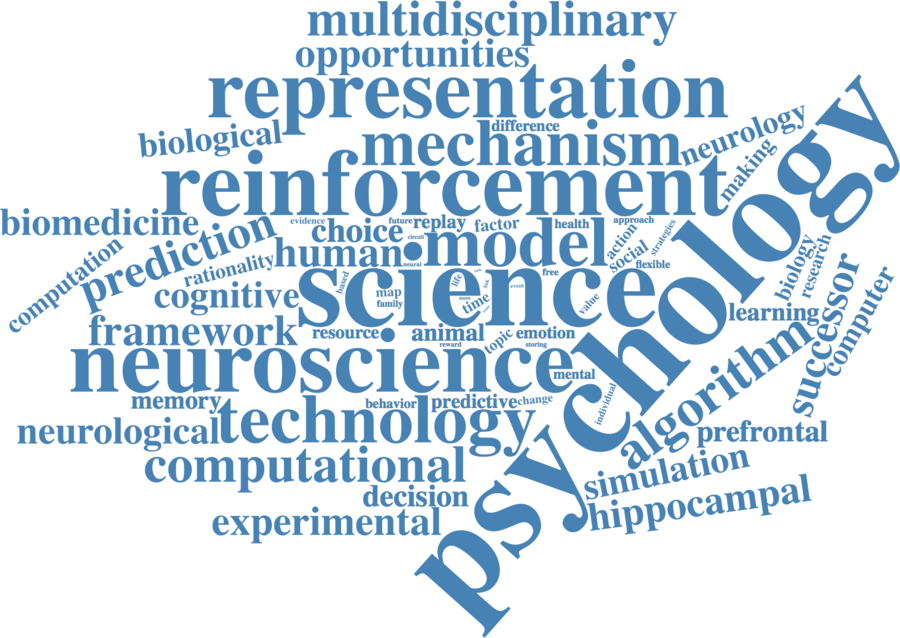 multidisciplinary
opportunities
representation
difference
biological
mechanism
neurology
making
reinforcement
psychology
biomedicine
prediction
evidence
choice
future
replay
factor
health
approach
action
strategies
circuit
computation
rationality
human
neural
model
social
flexible
biology
research
cognitive
science
based
map
family
life
time
free
event
value
successor
computer
framework
resource
animal
reward
topic
emotion
storing
learning
neuroscience
mental
algorithm
memory
behavior
predictive
change
individual
neurological
technology
prefrontal
computational
simulation
decision
hippocampal
experimental